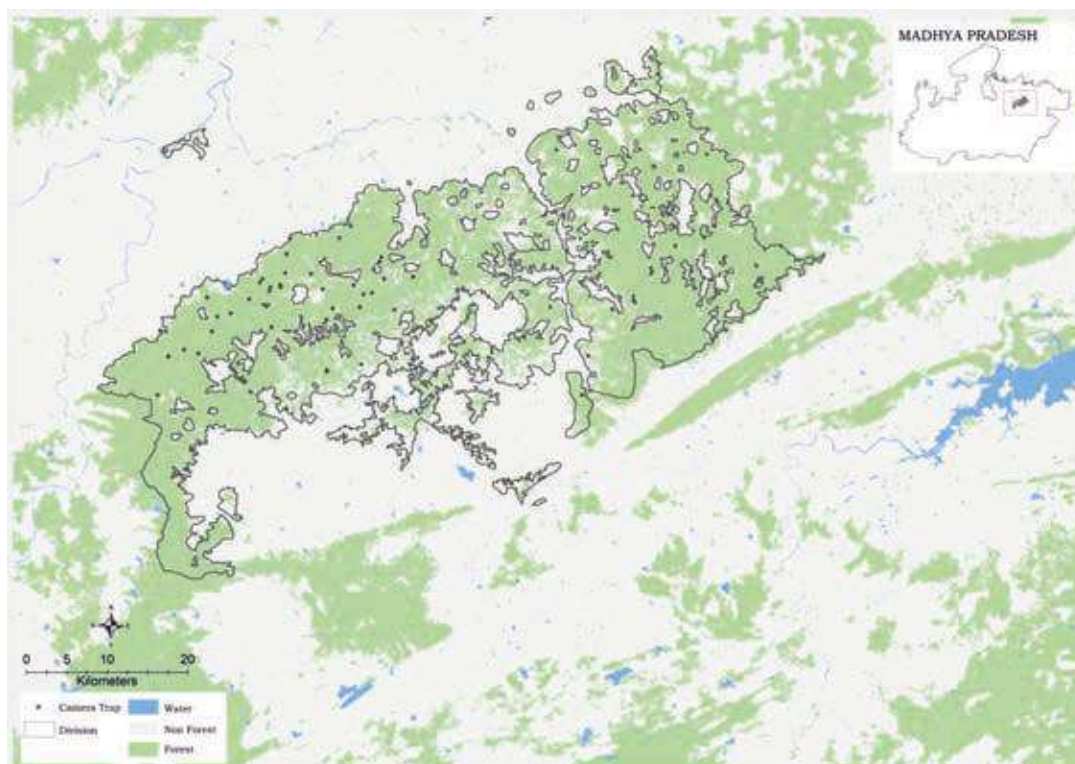 MADHYA PRADESH
0 5 10 20
Kilometers
Camera Trap
Division
Water
Non Forest
Forest